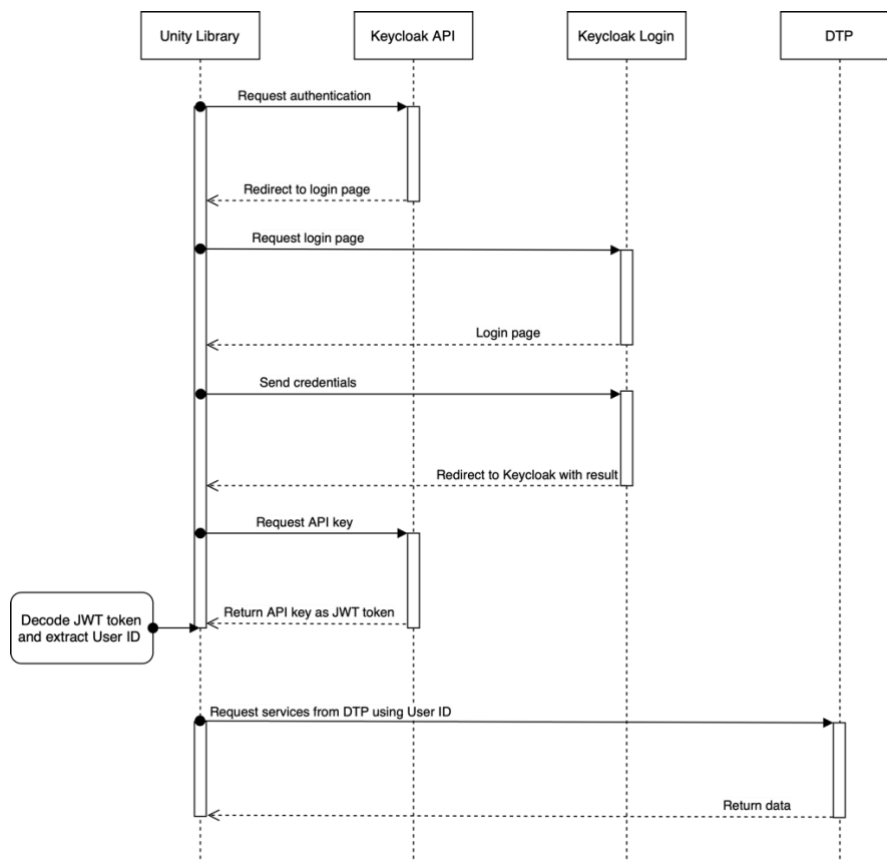 Unity Library
Keycloak API
Keycloak Login
DTP
Request authentication
Redirect to login page
Request login page
Login page
Send credentials
Redirect to Keycloak with result
Request API key
Return API key as JWT token
Decode JWT token
and extract User ID
Request services from DTP using User ID
Return data